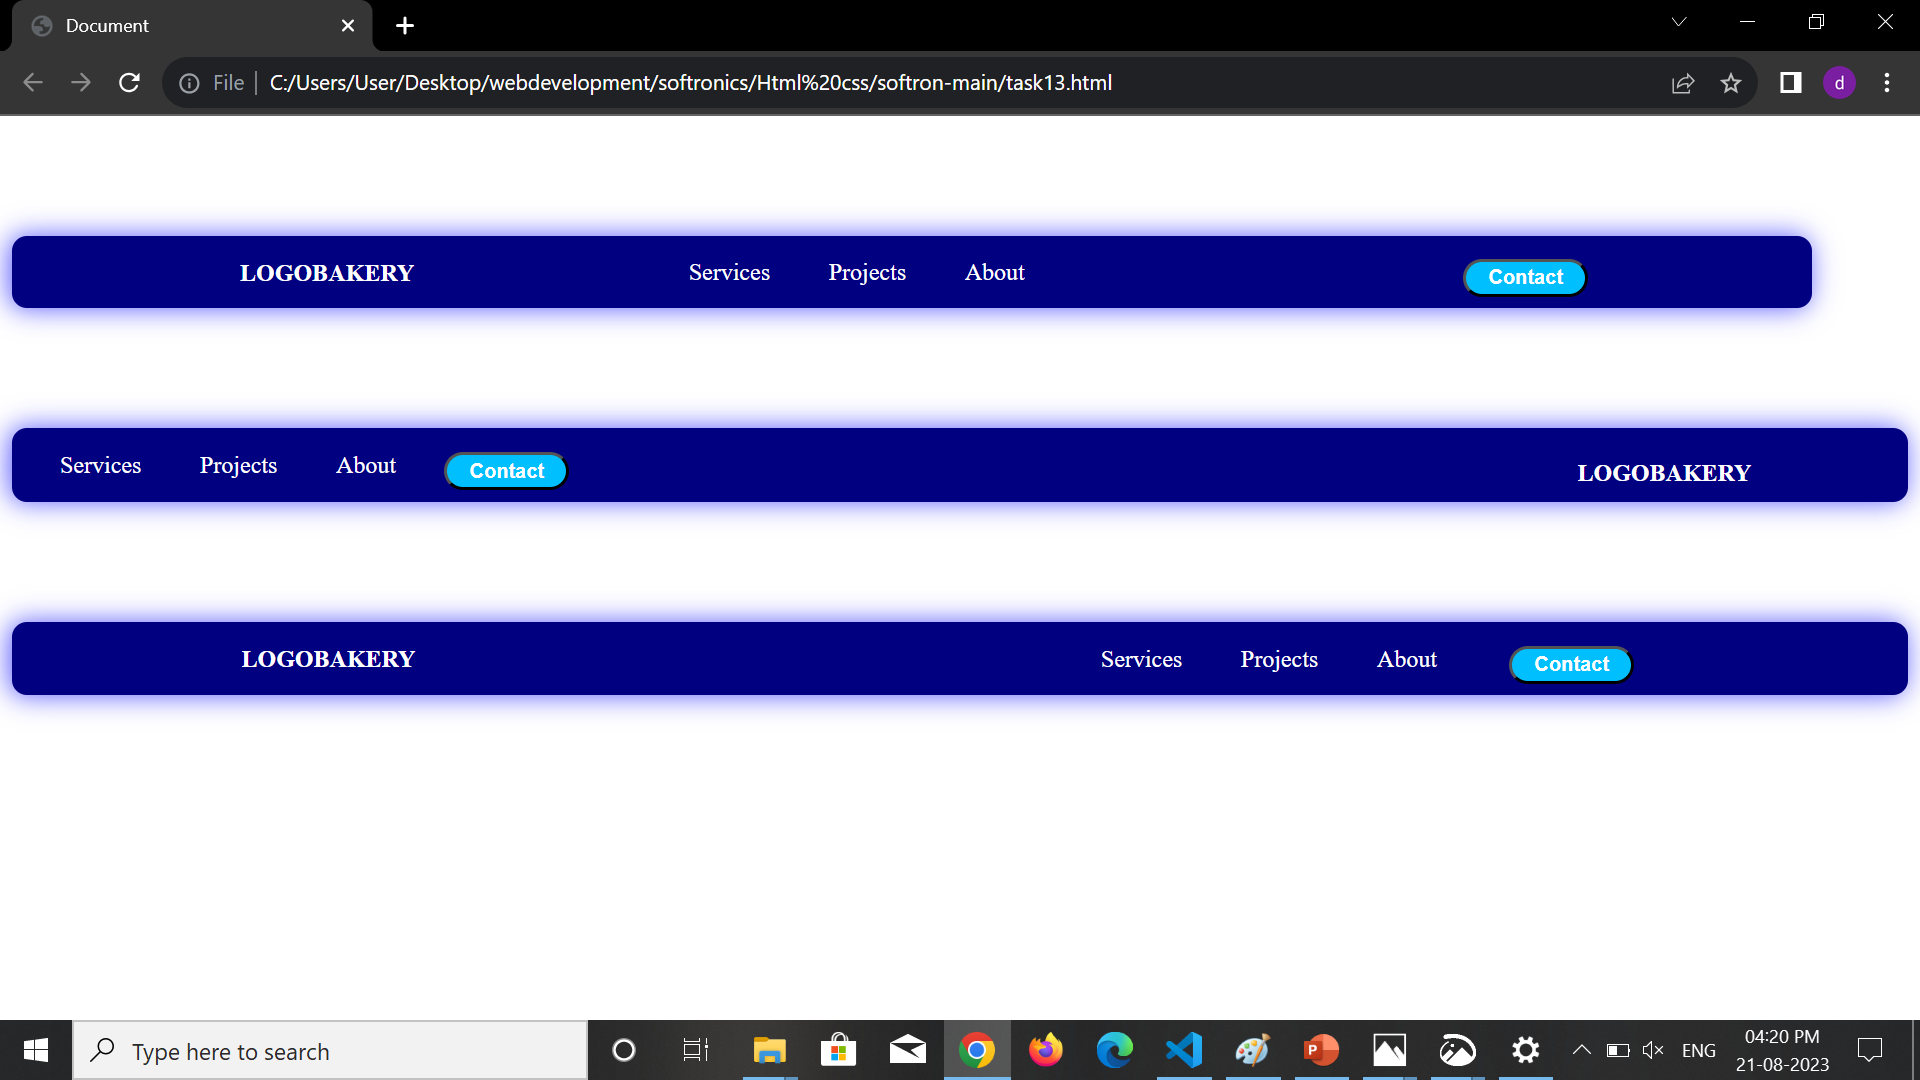 Document
File
C:/Users/User/Desktop/webdevelopment/softronics/Html%20css/softron-main/task13.html
d
LOGOBAKERY Services Projects About Contact
Services Projects About Contact LOGOBAKERY
LOGOBAKERY Services Projects About Contact
Type here to search
P
ENG
04:20 PM
21-08-2023